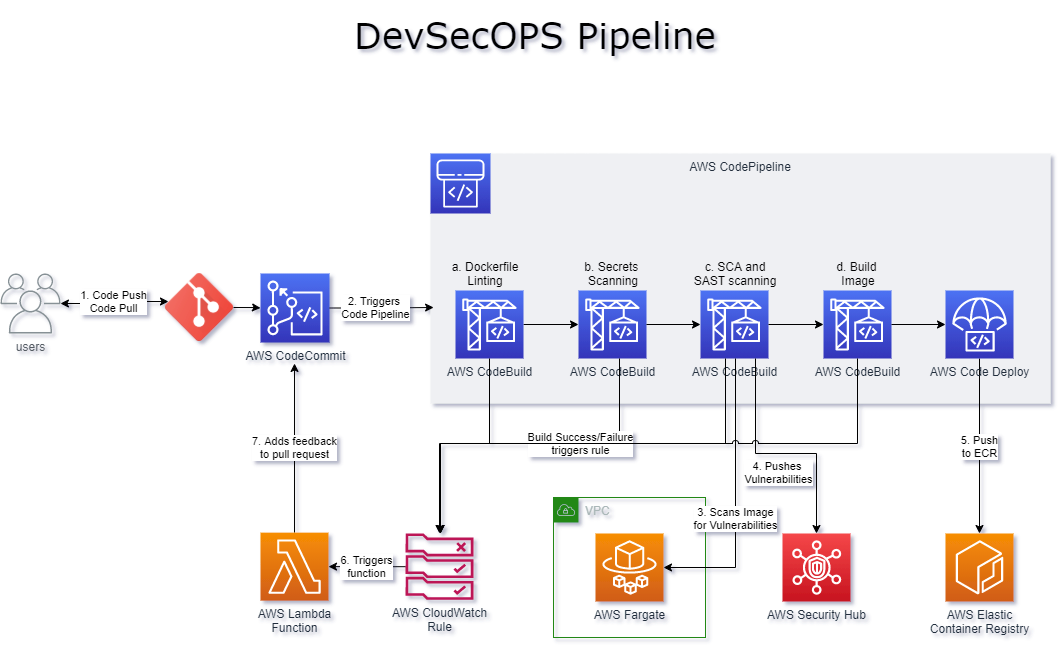 DevSecOPS Pipeline
AWS CodePipeline
a. Dockerfile
Linting
b. Secrets
Scanning
c. SCA and
SAST scanning
d. Build
Image
1. Code Push
Code Pull
2. Triggers
Code Pipeline
users
AWS CodeCommit
AWS CodeBuild
AWS CodeBuild
AWS CodeBuild
AWS CodeBuild
AWS Code Deploy
7. Adds feedback
to pull request
Build Success/Failure
triggers rule
4. Pushes
Vulnerabilities
5. Push
to ECR
VPC
3. Scans Image
for Vulnerabilities
6. Triggers
function
AWS Lambda
Function
AWS CloudWatch
Rule
AWS Fargate
AWS Security Hub
AWS Elastic
Container Registry